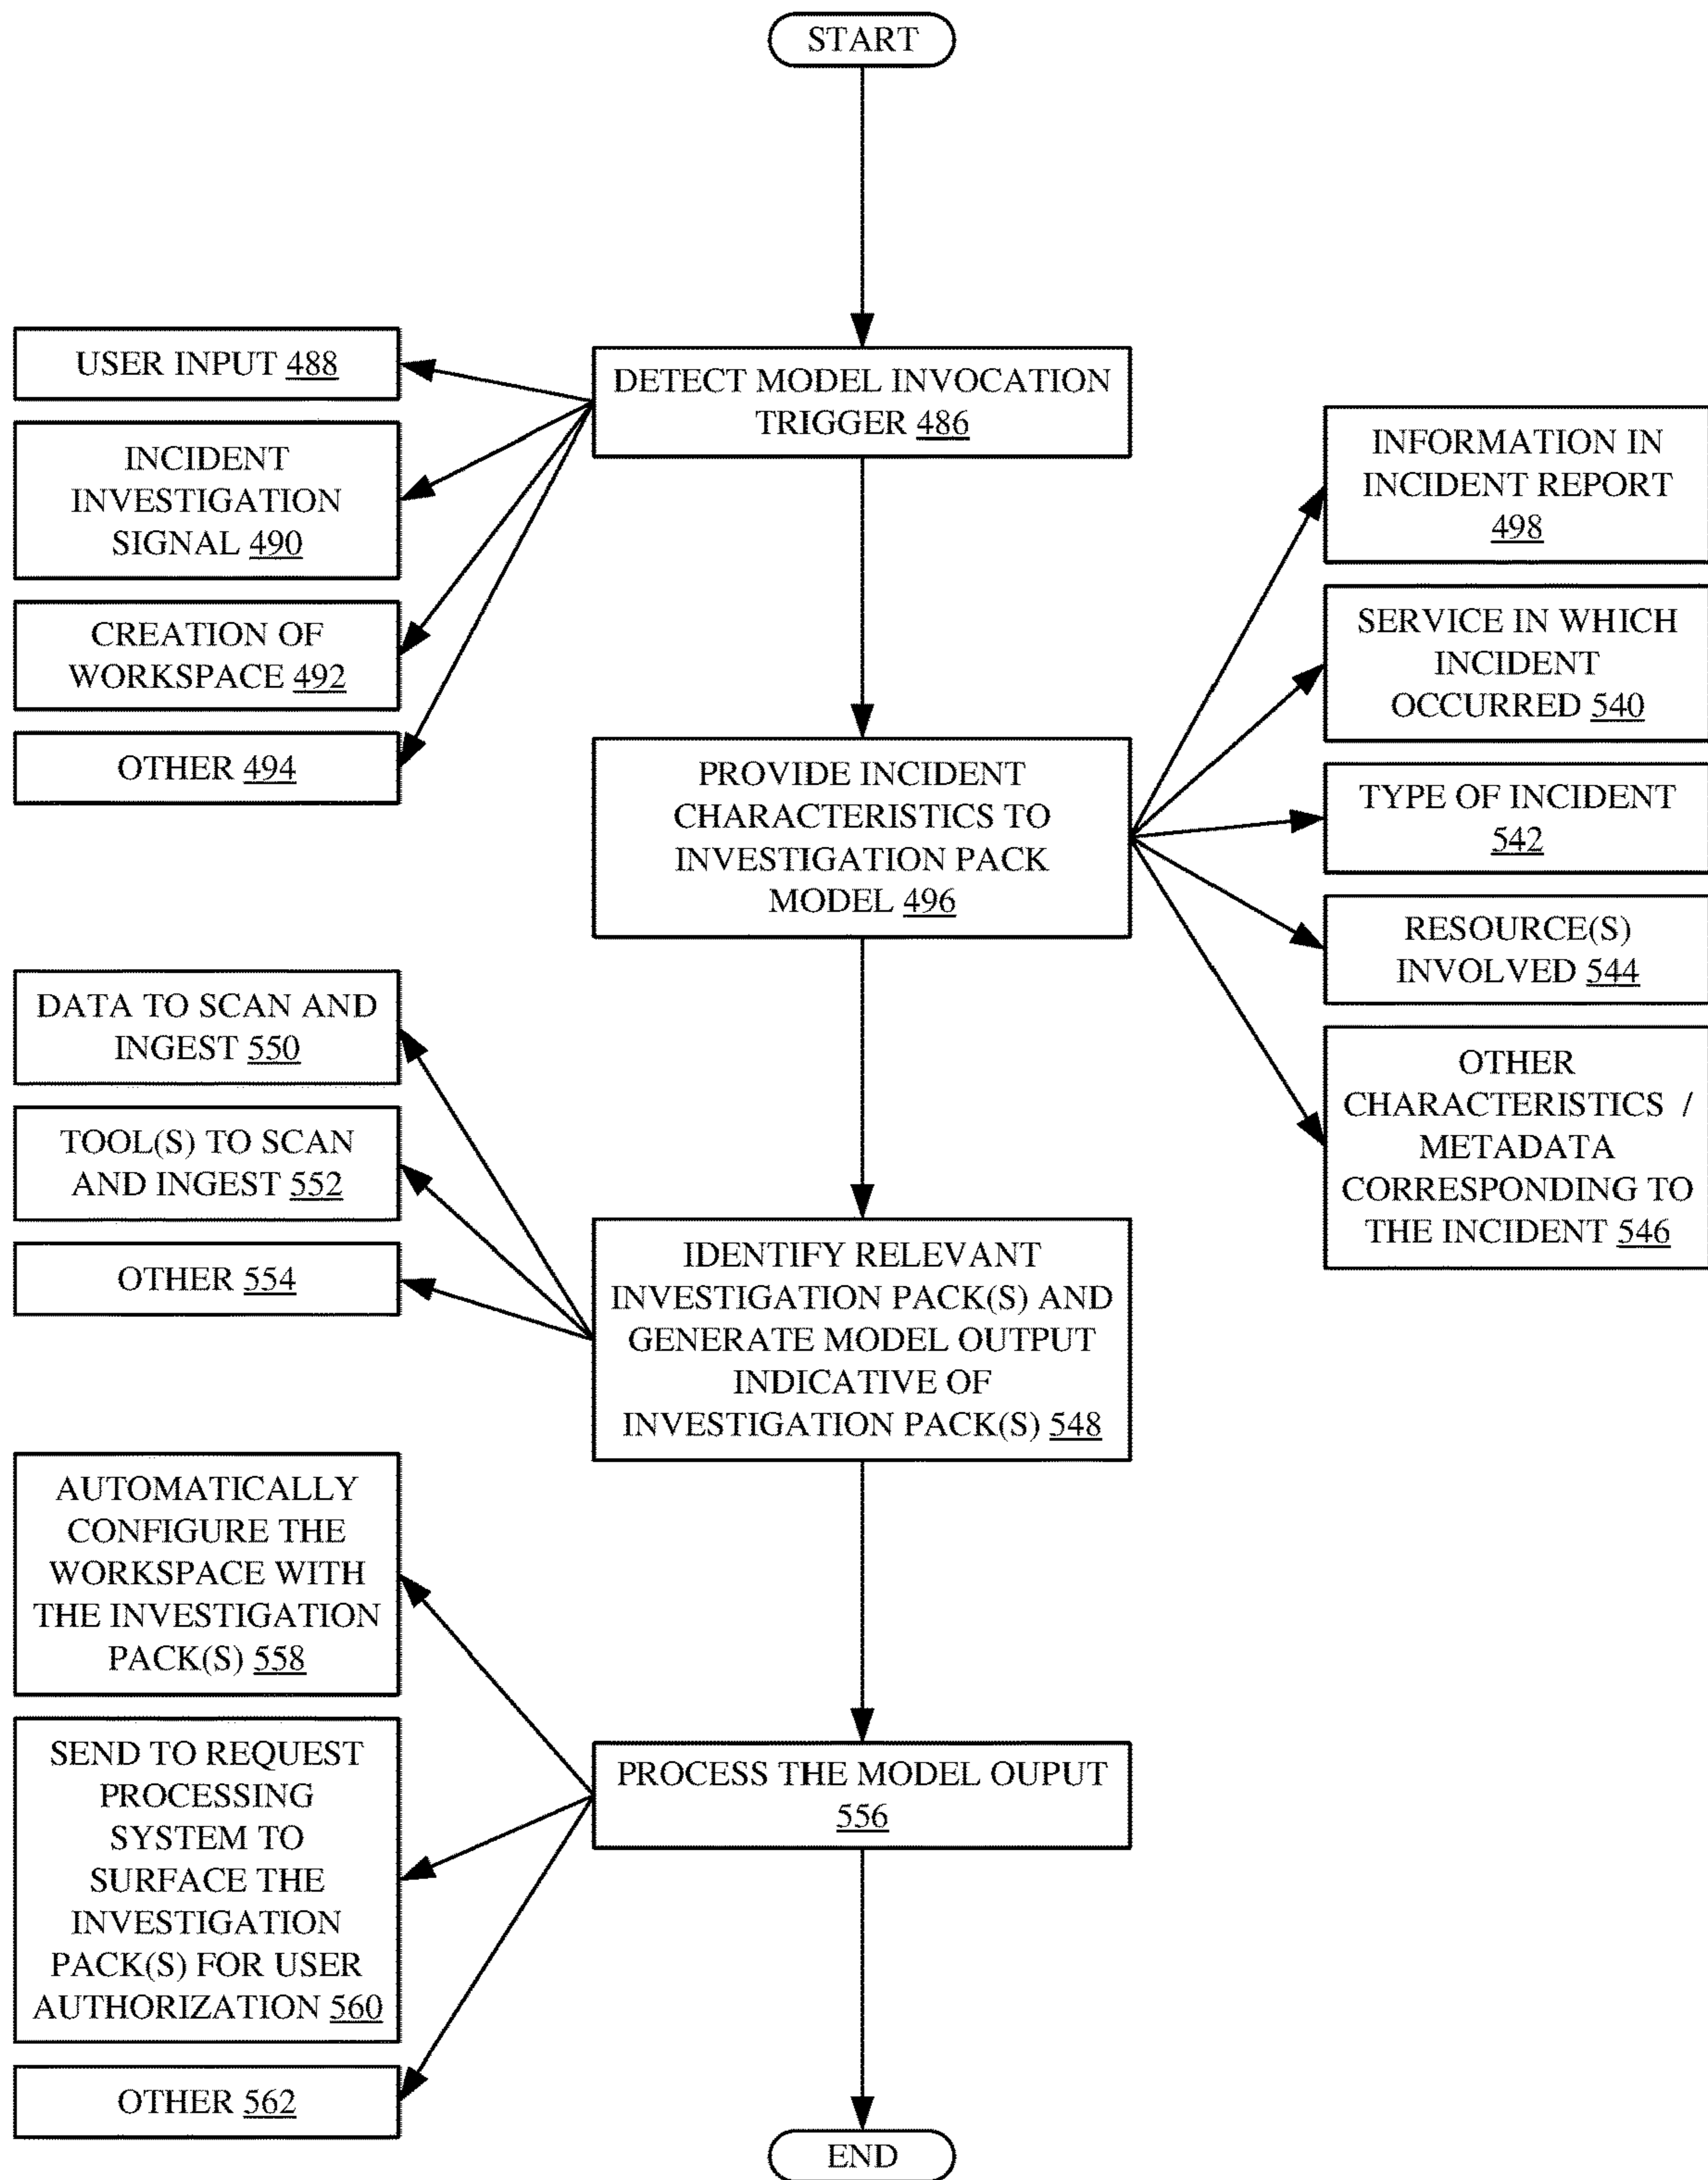 START
DETECT MODEL INVOCATION
TRIGGER 486
USER INPUT 488
INCIDENT
INVESTIGATION
SIGNAL 490
CREATION OF
WORKSPACE 492
OTHER 494
PROVIDE INCIDENT
CHARACTERISTICS TO
INVESTIGATION PACK
MODEL 496
INFORMATION IN
INCIDENT REPORT
498
SERVICE IN WHICH
INCIDENT
OCCURRED 540
TYPE OF INCIDENT
542
RESOURCE(S)
INVOLVED 544
OTHER
CHARACTERISTICS /
METADATA
CORRESPONDING TO
THE INCIDENT 546
IDENTIFY RELEVANT
INVESTIGATION PACK(S) AND
GENERATE MODEL OUTPUT
INDICATIVE OF
INVESTIGATION PACK(S) 548
DATA TO SCAN AND
INGEST 550
TOOL(S) TO SCAN
AND INGEST 552
OTHER 554
PROCESS THE MODEL OUPUT
556
AUTOMATICALLY
CONFIGURE THE
WORKSPACE WITH
THE INVESTIGATION
PACK(S) 558
SEND TO REQUEST
PROCESSING
SYSTEM TO
SURFACE THE
INVESTIGATION
PACK(S) FOR USER
AUTHORIZATION 560
OTHER 562
END